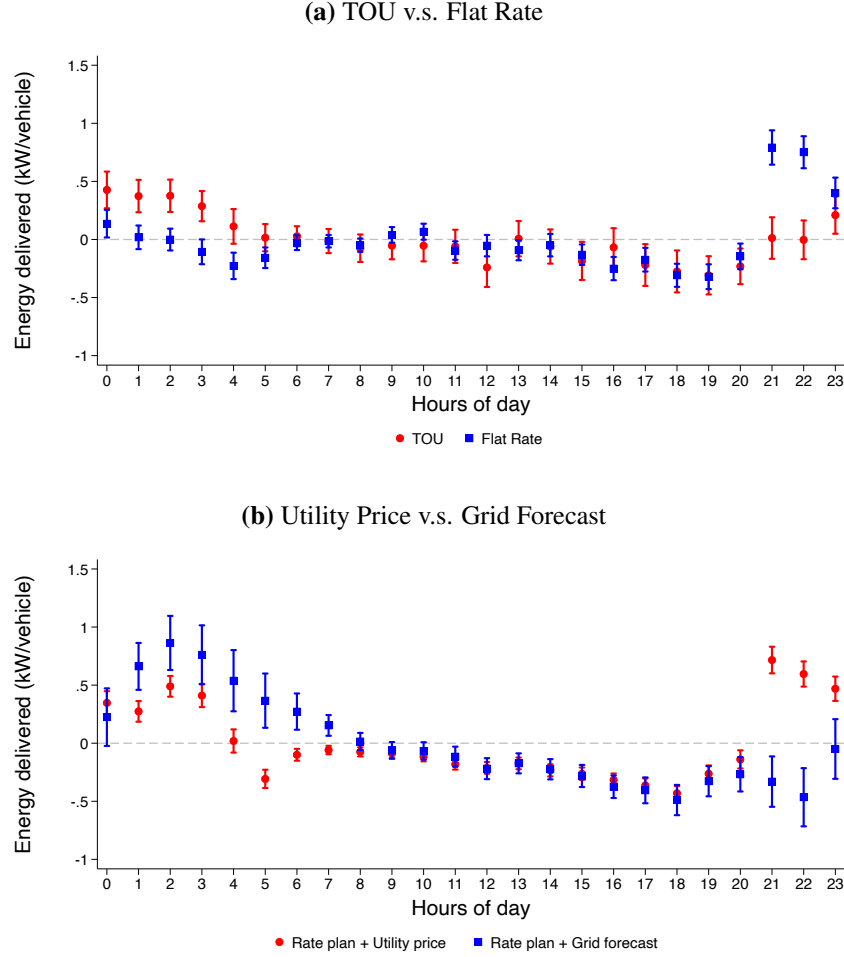 (a) TOU v.s. Flat Rate
Energy delivered (kW/vehicle)
1.5
1
.5
0
-.5
-1
0 1 2 3 4 5 6 7 8 9 10 11 12 13 14 15 16 17 18 19 20 21 22 23
Hours of day
TOU Flat Rate
(b) Utility Price v.s. Grid Forecast
Energy delivered (kW/vehicle)
1.5
1
.5
0
-.5
-1
0 1 2 3 4 5 6 7 8 9 10 11 12 13 14 15 16 17 18 19 20 21 22 23
Hours of day
Rate plan + Utility price Rate plan + Grid forecast